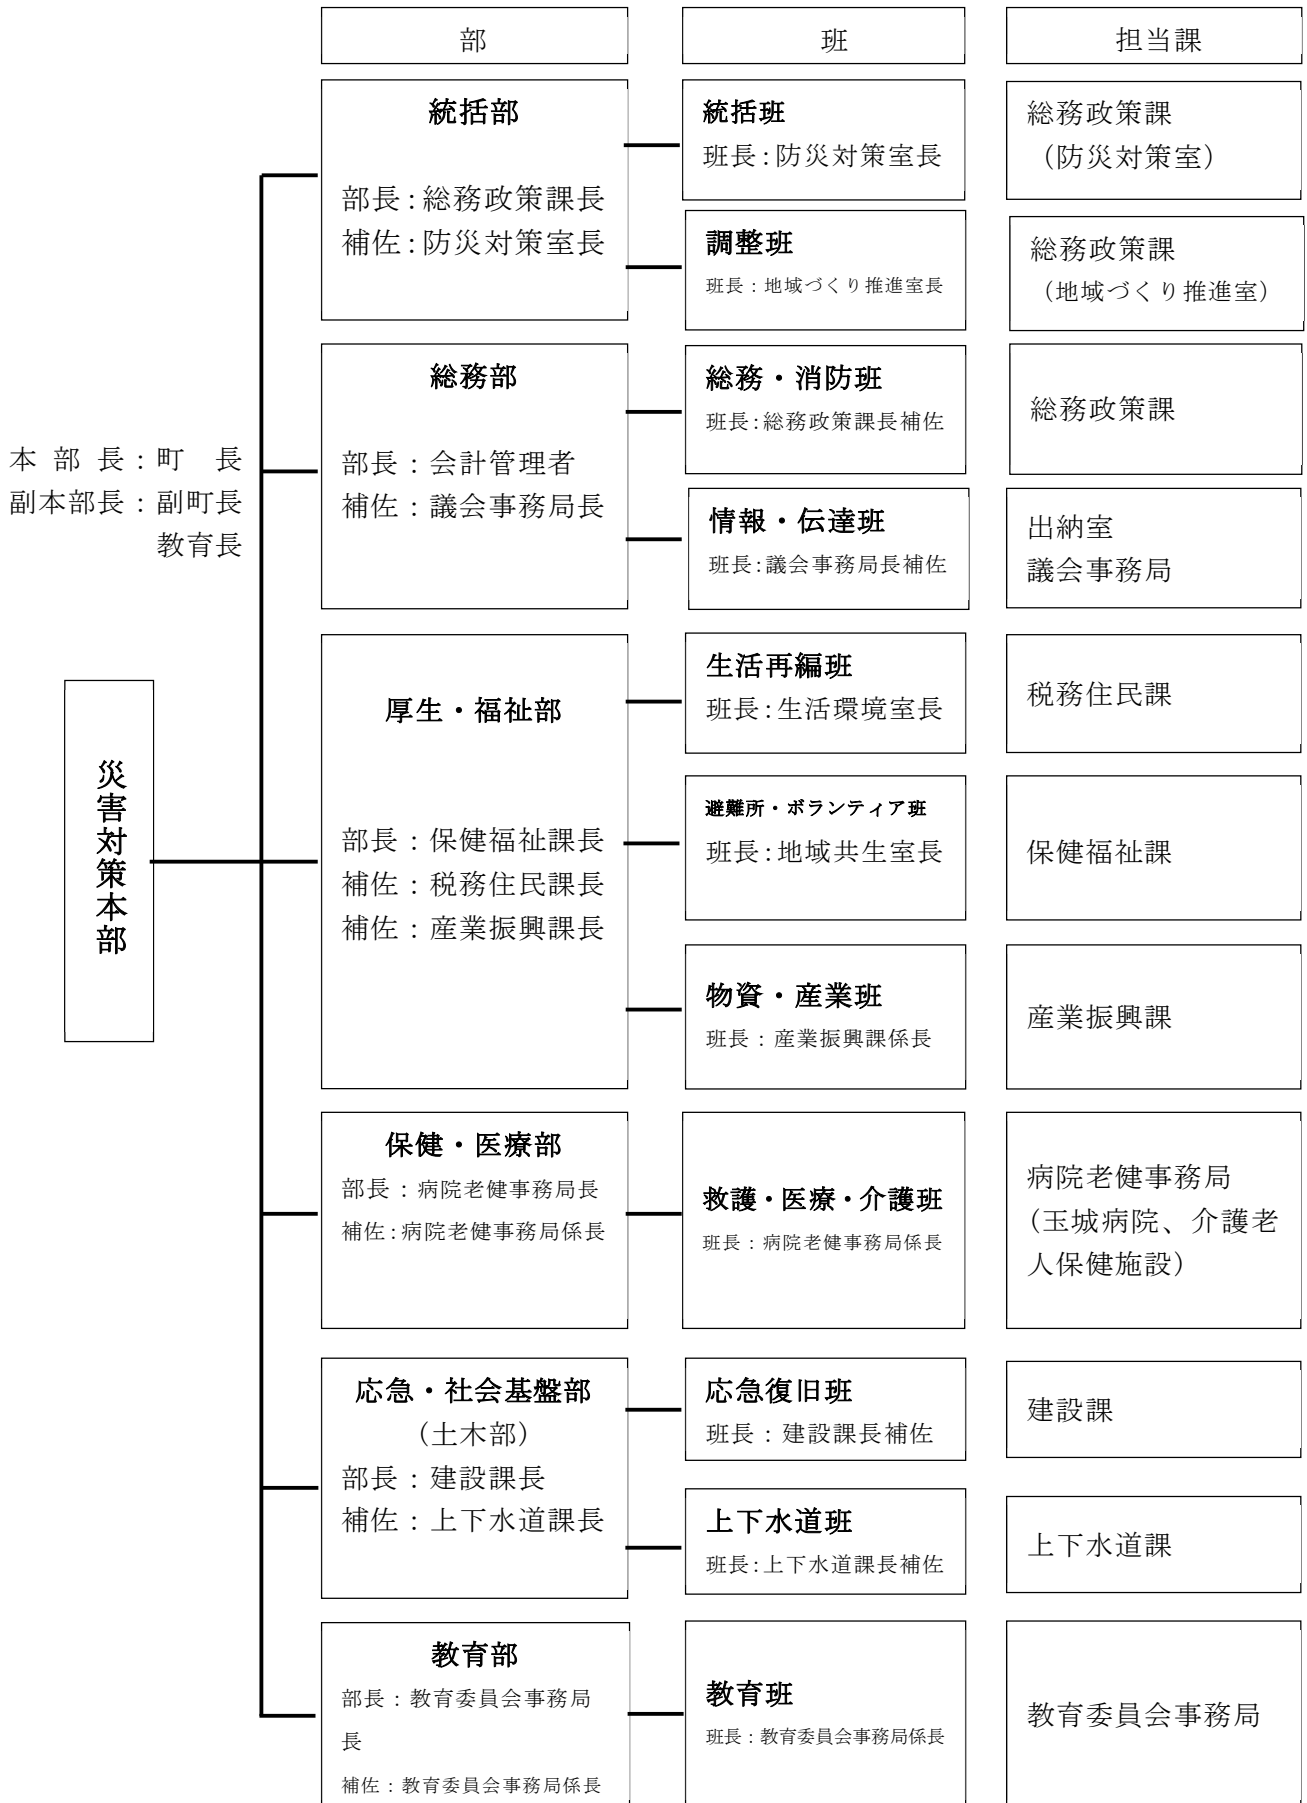 部
班
担当課
統括部
部長：総務政策課長
補佐：防災対策室長
統括班
班長：防災対策室長
総務政策課
（防災対策室）
調整班
班長：地域づくり推進室長
総務政策課
（地域づくり推進室）
本部長：町　長
副本部長：副町長
教育長
災害対策本部
総務部
部長：会計管理者
補佐：議会事務局長
総務・消防班
班長：総務政策課長補佐
総務政策課
情報・伝達班
班長：議会事務局長補佐
出納室
議会事務局
厚生・福祉部
部長：保健福祉課長
補佐：税務住民課長
補佐：産業振興課長
生活再編班
班長：生活環境室長
税務住民課
避難所・ボランティア班
班長：地域共生室長
保健福祉課
物資・産業班
班長：産業振興課係長
産業振興課
保健・医療部
部長：病院老健事務局長
補佐：病院老健事務局係長
救護・医療・介護班
班長：病院老健事務局係長
病院老健事務局
（玉城病院、介護老
人保健施設）
応急・社会基盤部
（土木部）
部長：建設課長
補佐：上下水道課長
応急復旧班
班長：建設課長補佐
建設課
上下水道班
班長：上下水道課長補佐
上下水道課
教育部
部長：教育委員会事務局
長
補佐：教育委員会事務局係長
教育班
班長：教育委員会事務局係長
教育委員会事務局